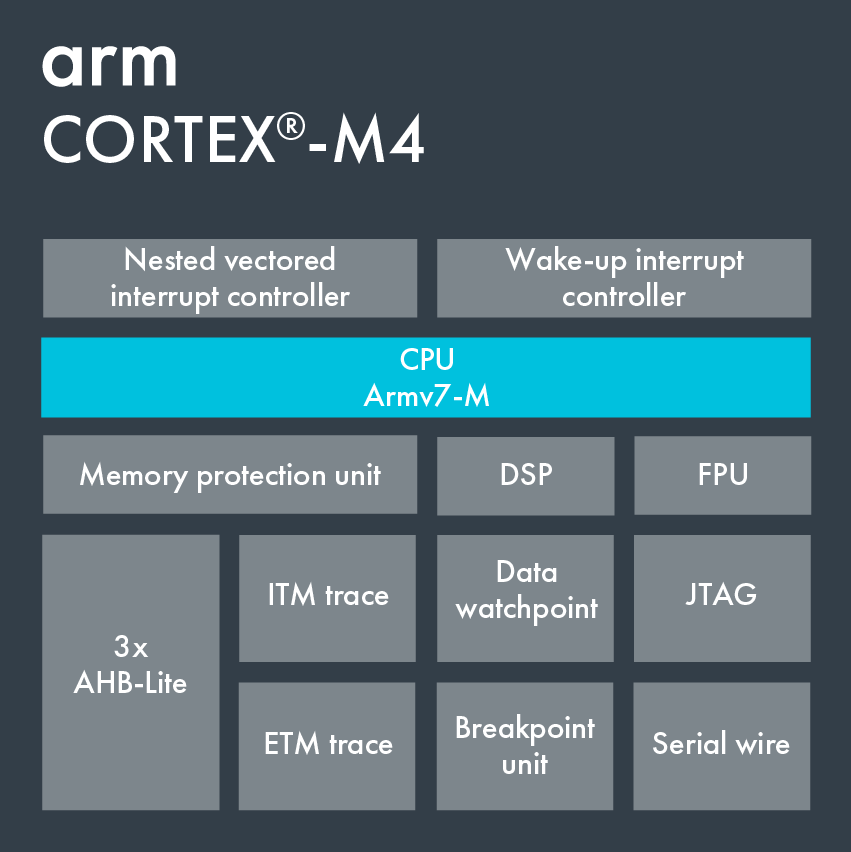 arm
CORTEX®-M4
Nested vectored
interrupt controller
Wake-up interrupt
controller
CPU
Armv7-M
Memory protection unit
DSP
FPU
3x
AHB-Lite
ITM trace
Data
watchpoint
JTAG
ETM trace
Breakpoint
unit
Serial wire